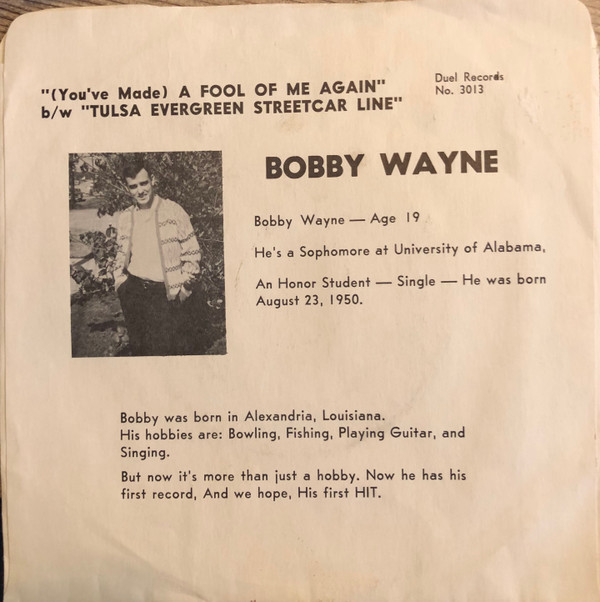 "(You've Made) A FOOL OF ME AGAIN"
b/w "TULSA EVERGREEN STREETCAR LINE"
Duel Records
No. 3013
BOBBY WAYNE
Bobby Wayne — Age 19
He's a Sophomore at University of Alabama,
An Honor Student — Single — He was born
August 23, 1950.
Bobby was born in Alexandria, Louisiana.
His hobbies are: Bowling, Fishing, Playing Guitar, and
Singing.
But now it's more than just a hobby. Now he has his
first record, And we hope, His first HIT.